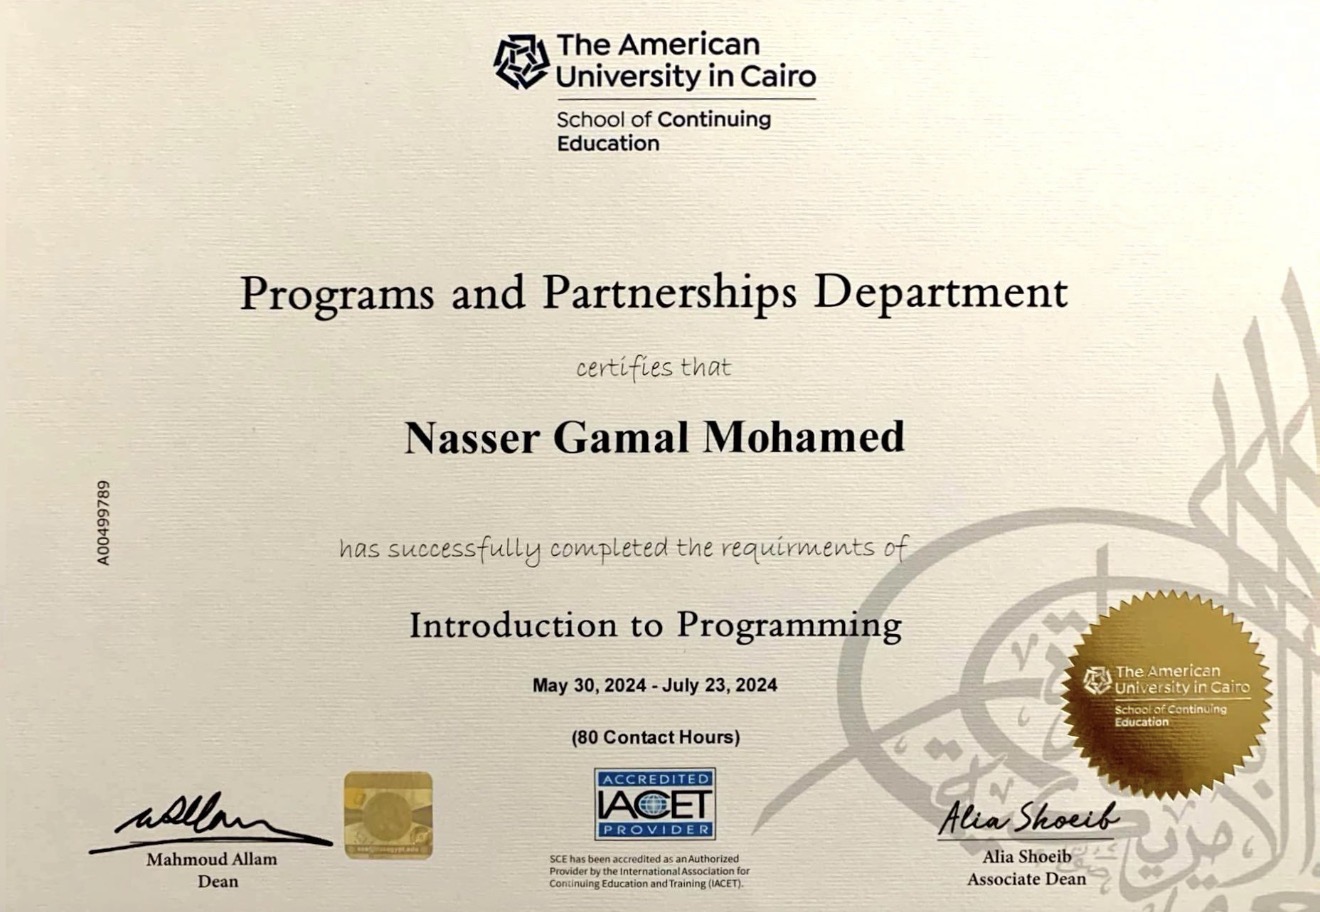 The American
University in Cairo
School of Continuing
Education
Programs and Partnerships Department
certifies that
Nasser Gamal Mohamed
A00499789
has successfully completed the requirments of
Introduction to Programming
May 30, 2024 - July 23, 2024
(80 Contact Hours)
The American
University in Cairo
School of Continuing
Education
ACCREDITED
IACET
PROVIDER
SCE has been accredited as an Authorized
Provider by the International Association for
Continuing Education and Training (IACET).
Mahmoud Allam
Dean
Alia Shoeib
Alia Shoeib
Associate Dean